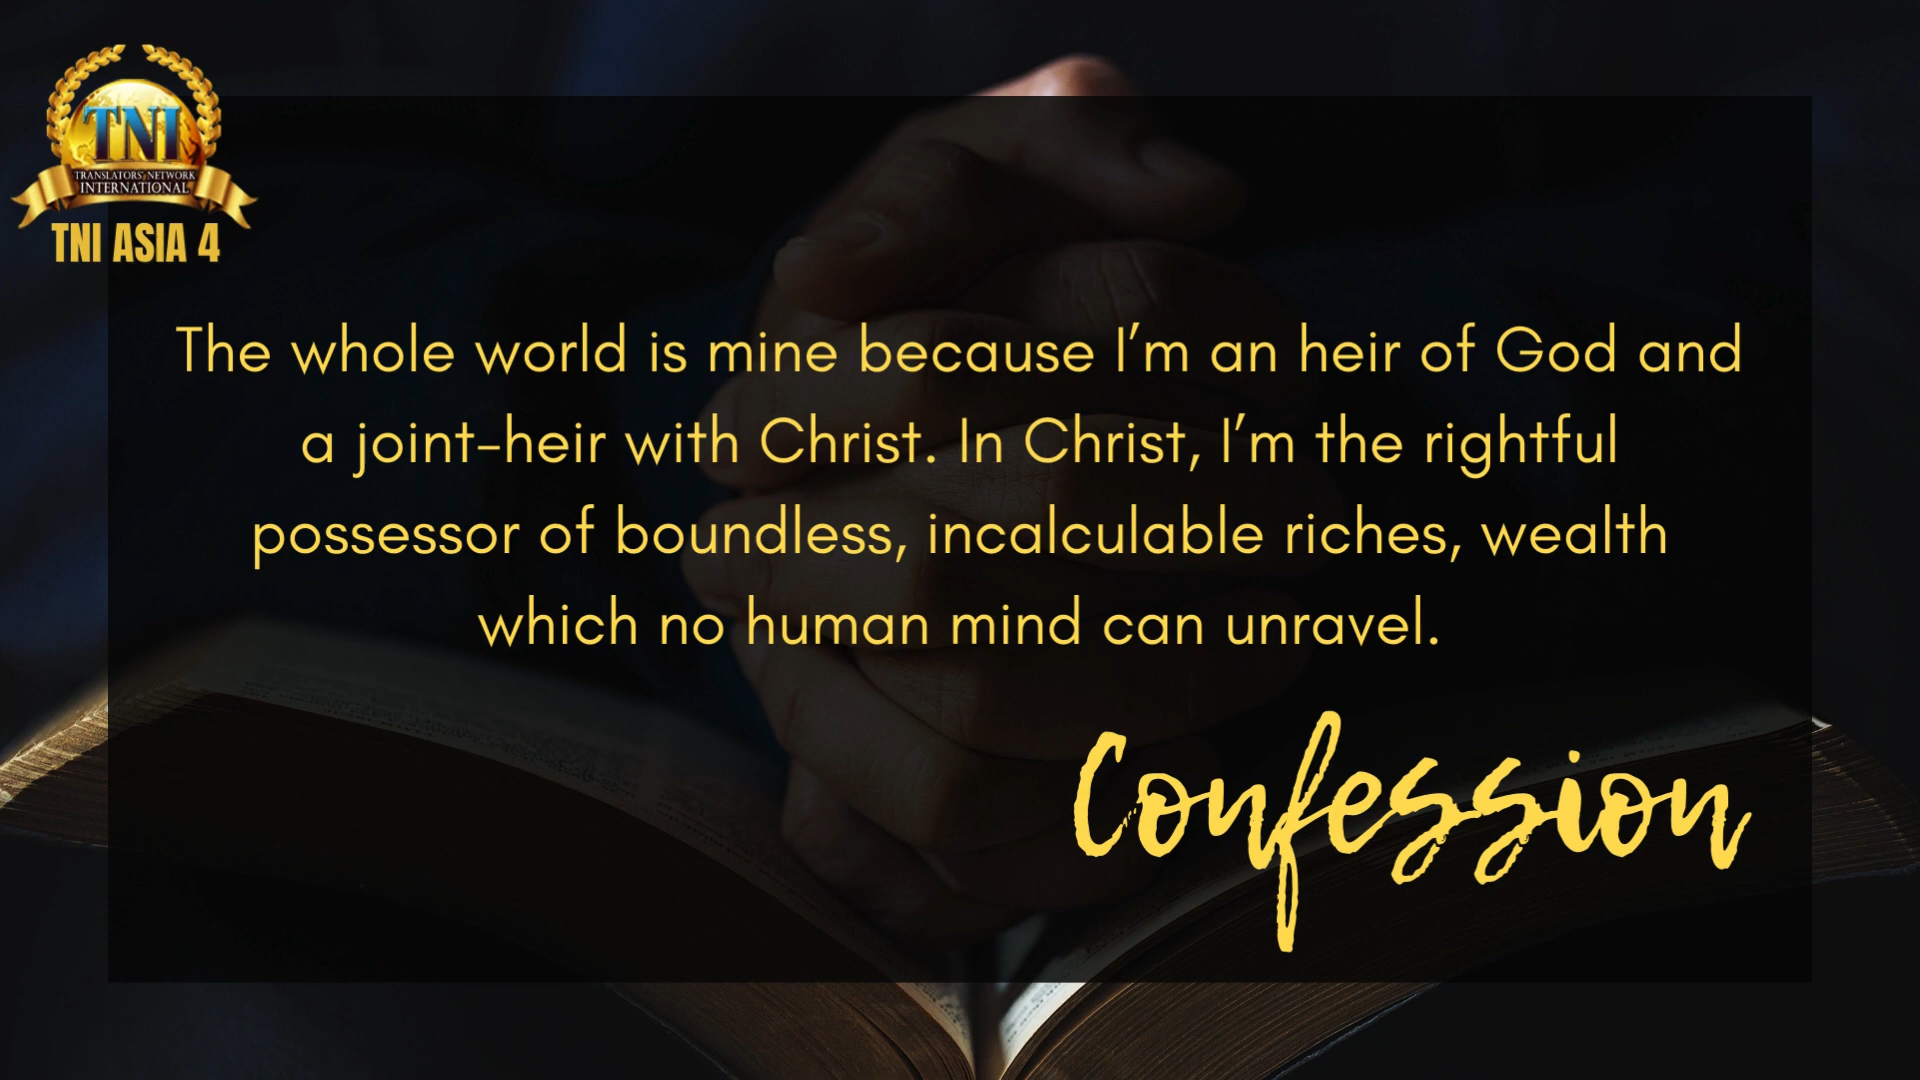 TNI
TRANSLATORS' NETWORK
INTERNATIONAL
TNI ASIA 4
The whole world is mine because I’m an heir of God and
a joint-heir with Christ. In Christ, I’m the rightful
possessor of boundless, incalculable riches, wealth
which no human mind can unravel.
Confession